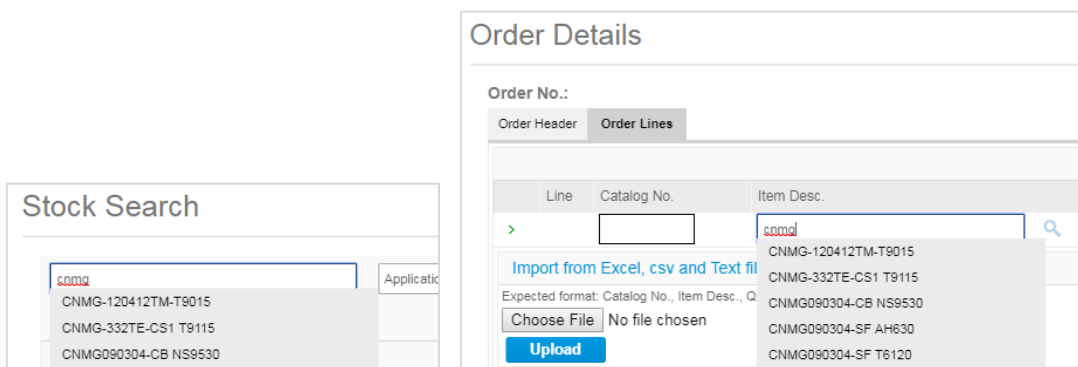 Stock Search
cnmg
Applicatio
CNMG-120412TM-T9015
CNMG-332TE-CS1 T9115
CNMG090304-CB NS9530
Order Details
Order No.:
Order Header Order Lines
Line Catalog No. Item Desc.
cnmg
CNMG-120412TM-T9015
CNMG-332TE-CS1 T9115
CNMG090304-CB NS9530
CNMG090304-SF AH630
CNMG090304-SF T6120
Import from Excel, csv and Text fil
Expected format: Catalog No., Item Desc., Q
Choose File No file chosen
Upload